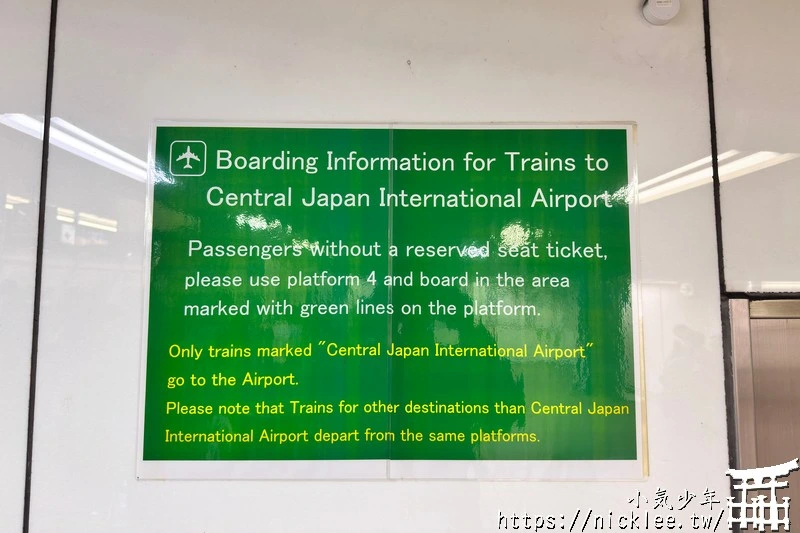 Boarding Information for Trains to
Central Japan International Airport
Passengers without a reserved seat ticket,
please use platform 4 and board in the area
marked with green lines on the platform.
Only trains marked "Central Japan International Airport"
go to the Airport.
Please note that Trains for other destinations than Central Japan
International Airport depart from the same platforms.
小氣少年
https://nicklee.tw/